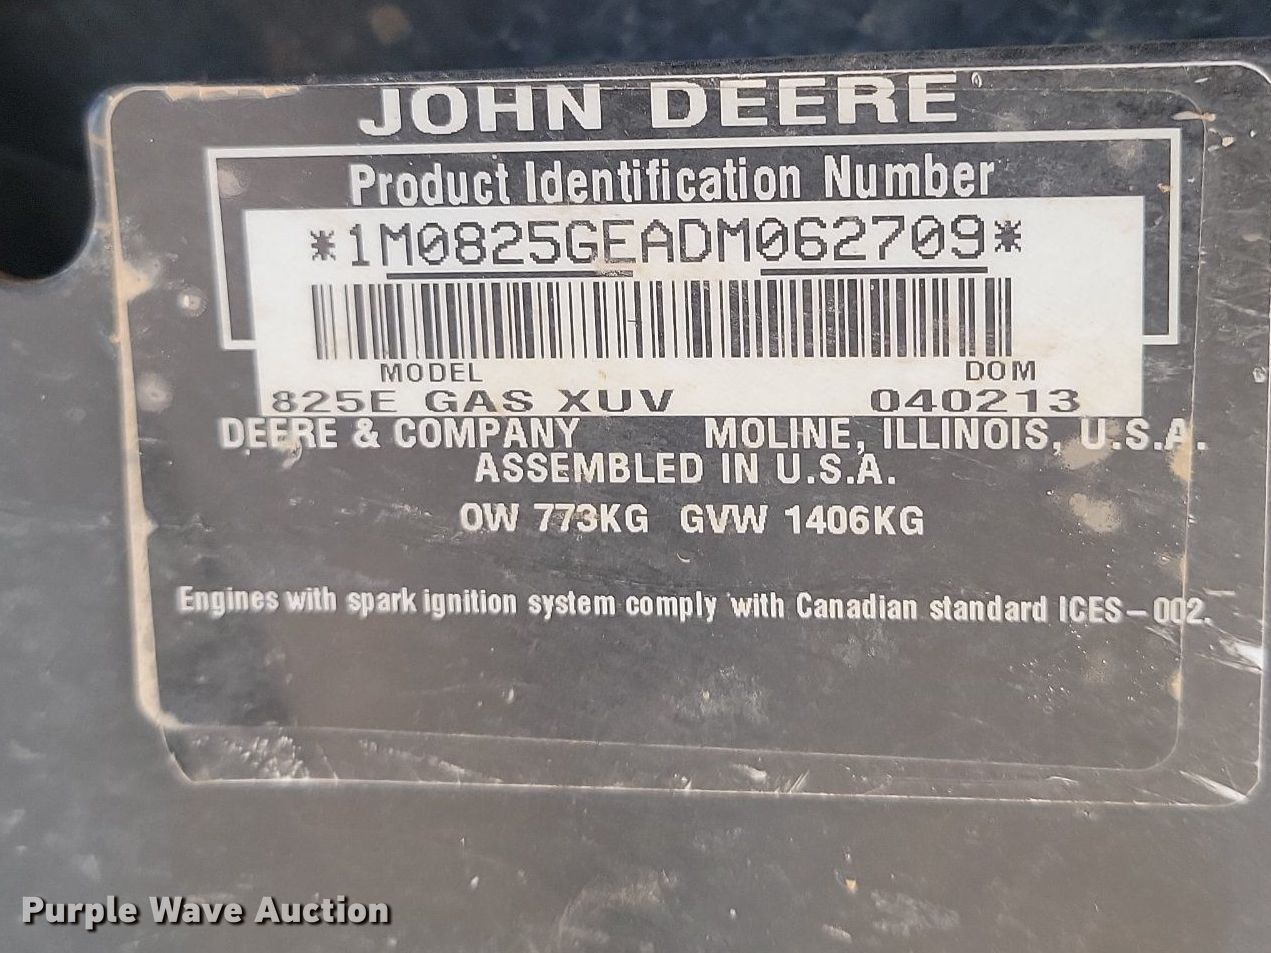 JOHN DEERE
Product Identification Number
*1M0825GEADM062709*
MODEL DOM
825E GAS XUV 040213
DEERE & COMPANY MOLINE, ILLINOIS, U.S.A.
ASSEMBLED IN U.S.A.
OW 773KG GVW 1406KG
Engines with spark ignition system comply with Canadian standard ICES-002.
Purple Wave Auction